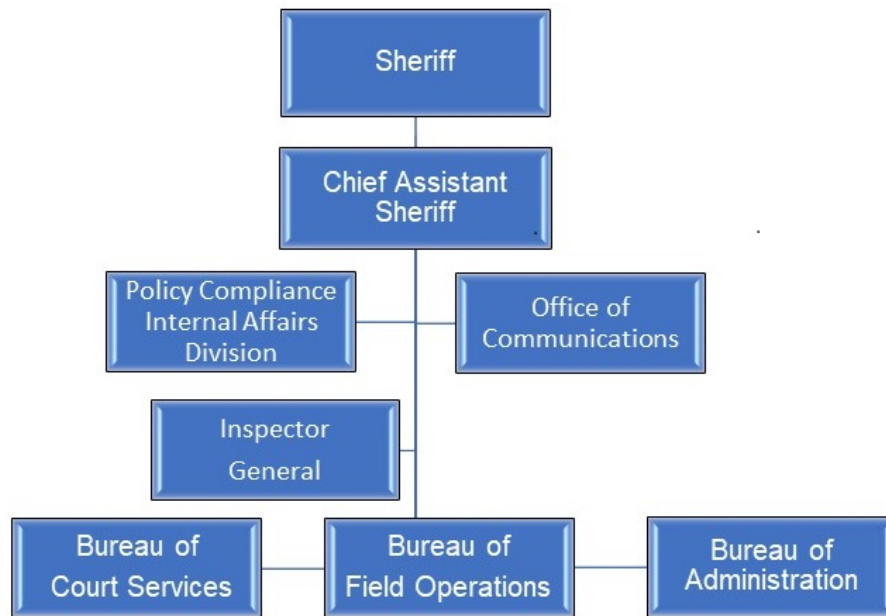 Sheriff
Chief Assistant
Sheriff
Policy Compliance
Internal Affairs
Division
Office of
Communications
Inspector
General
Bureau of
Court Services
Bureau of
Field Operations
Bureau of
Administration